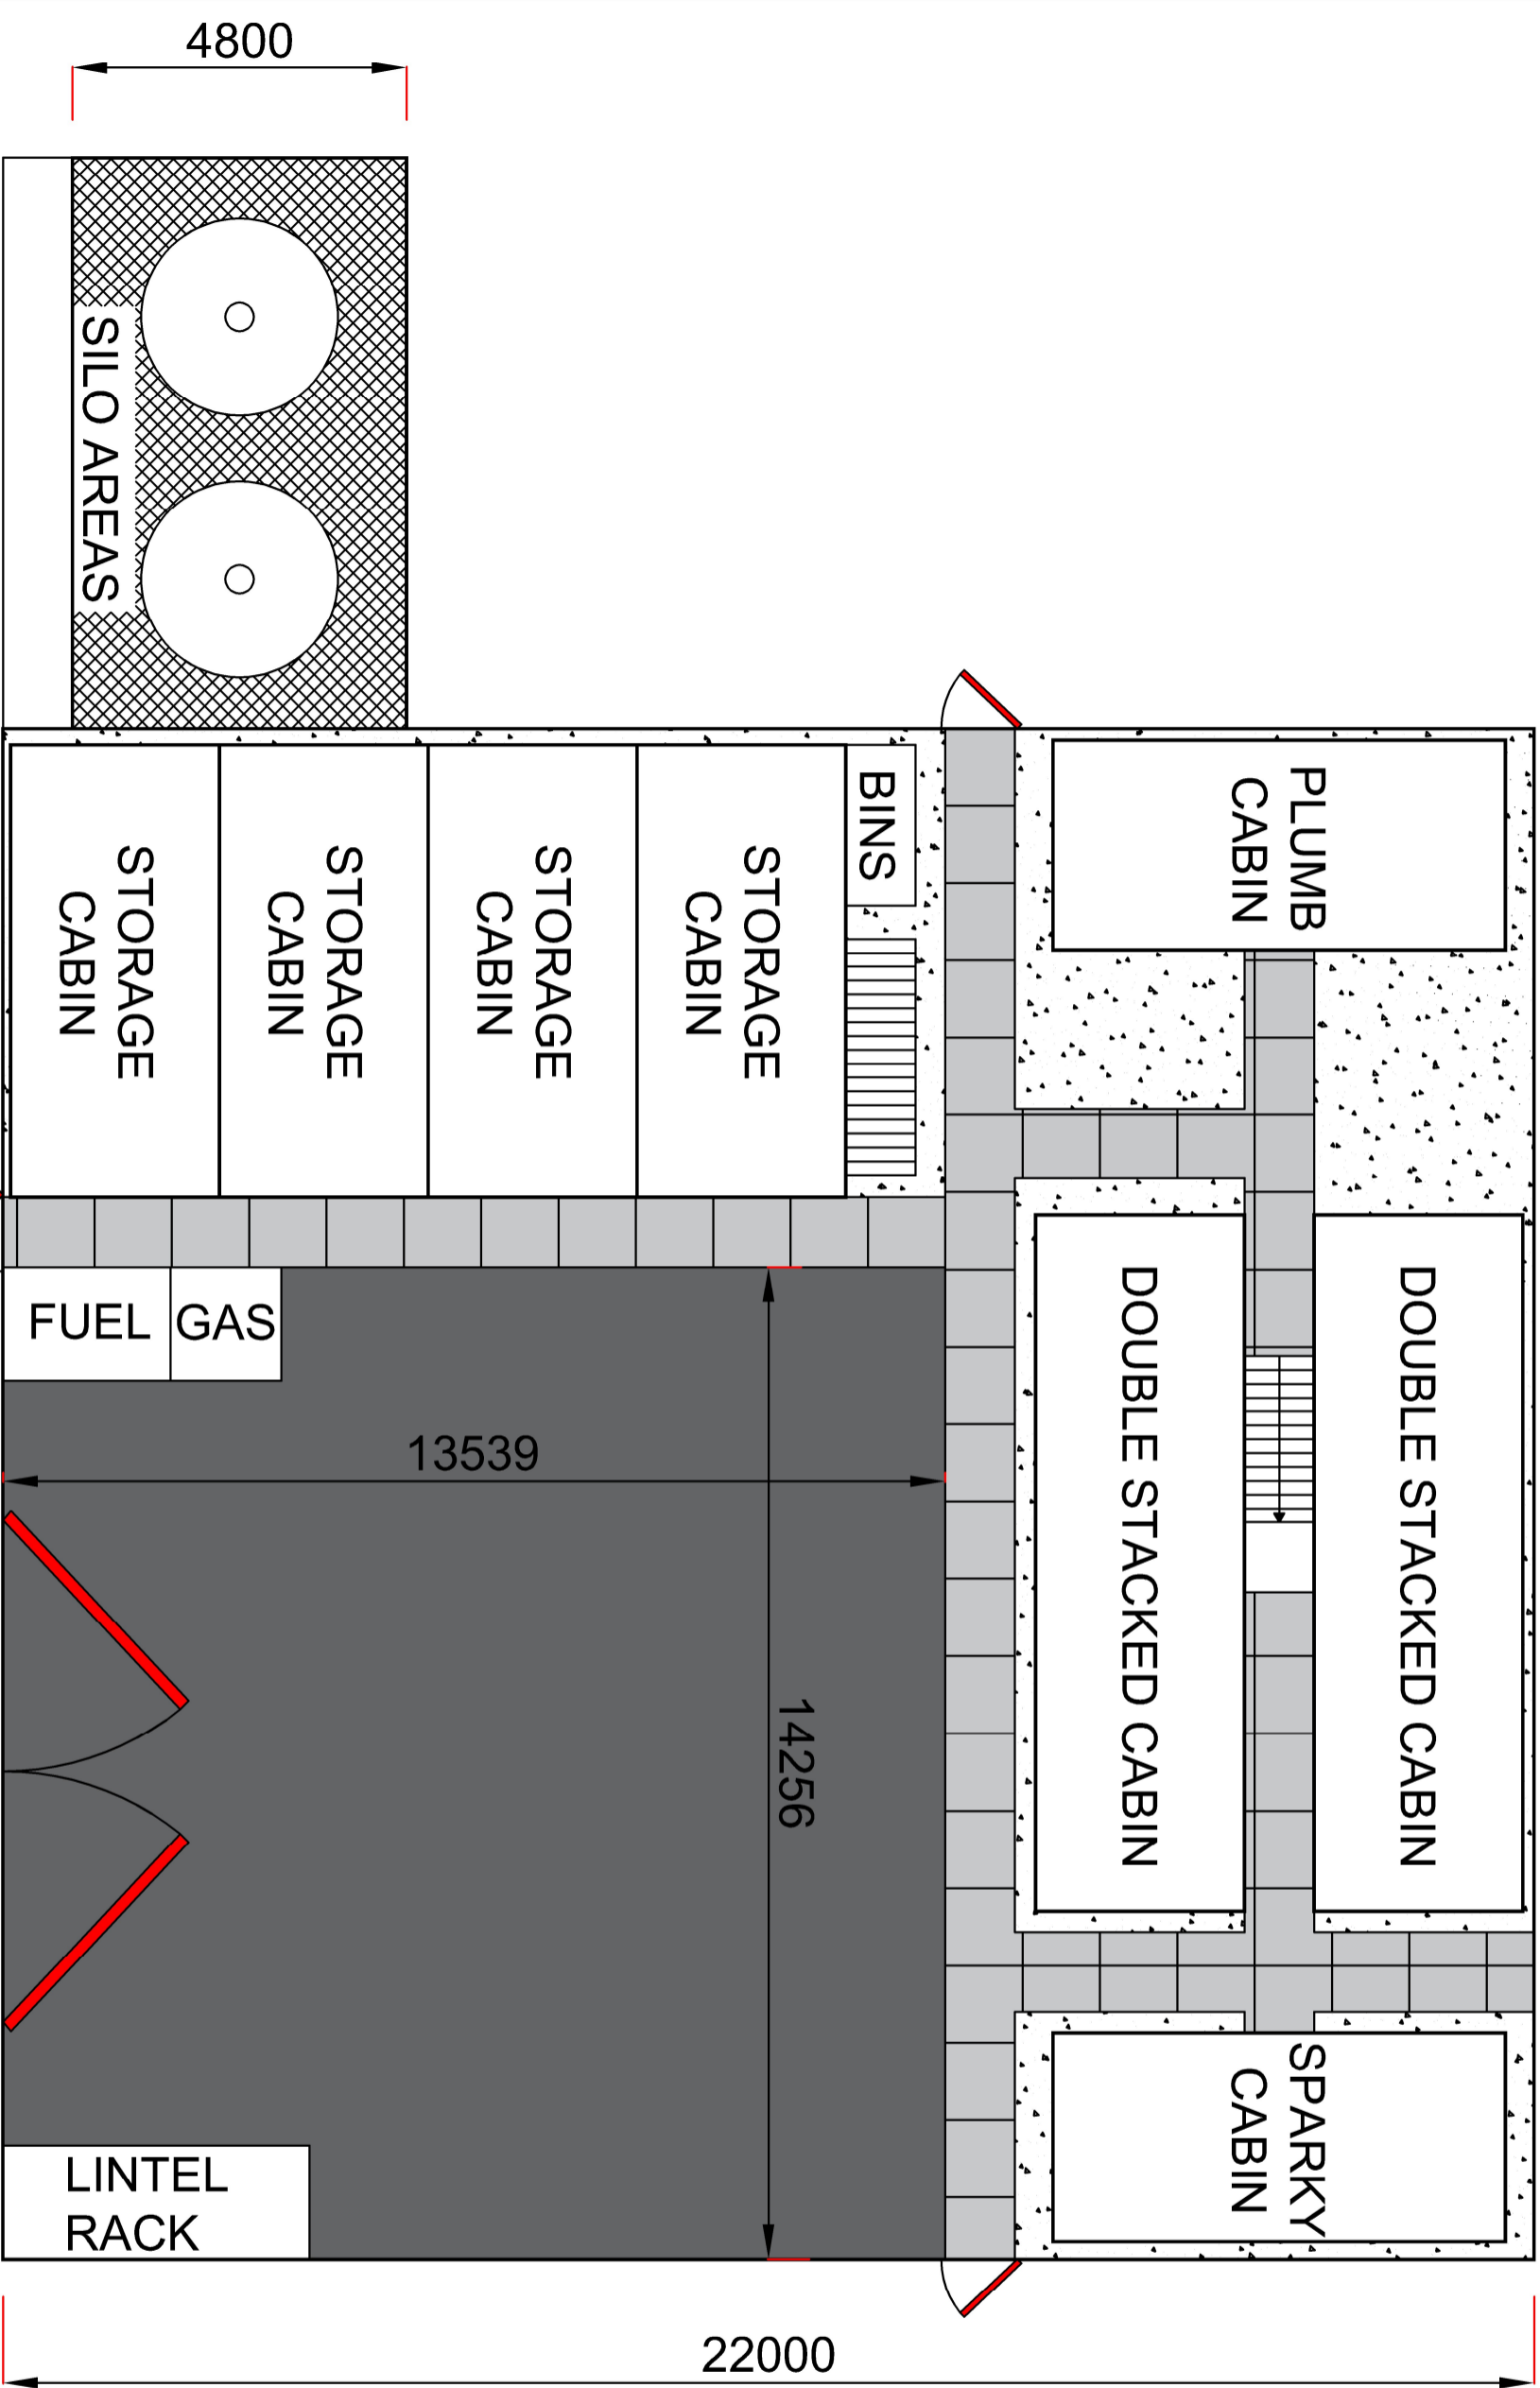 4800
SILO AREAS
BINS
PLUMB
CABIN
STORAGE
CABIN
STORAGE
CABIN
STORAGE
CABIN
STORAGE
CABIN
FUEL
GAS
DOUBLE STACKED CABIN
DOUBLE STACKED CABIN
13539
14256
SPARKY
CABIN
LINTEL
RACK
22000